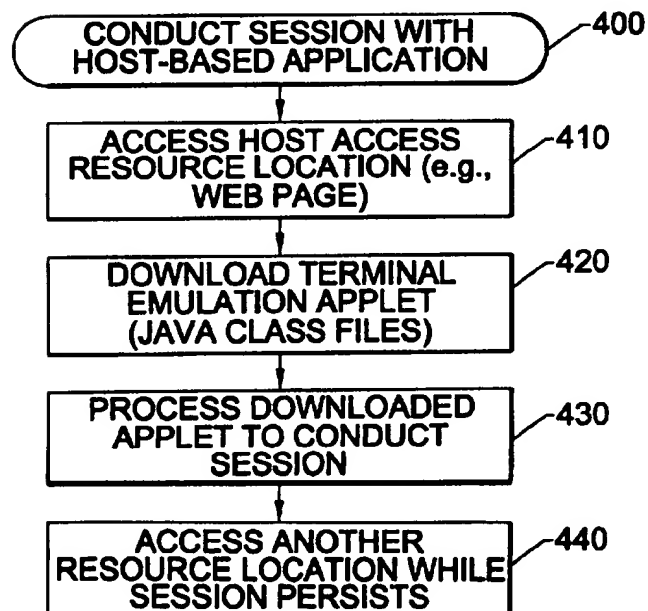 CONDUCT SESSION WITH
HOST-BASED APPLICATION
400
ACCESS HOST ACCESS
RESOURCE LOCATION (e.g.,
WEB PAGE)
410
DOWNLOAD TERMINAL
EMULATION APPLET
(JAVA CLASS FILES)
420
PROCESS DOWNLOADED
APPLET TO CONDUCT
SESSION
430
ACCESS ANOTHER
RESOURCE LOCATION WHILE
SESSION PERSISTS
440